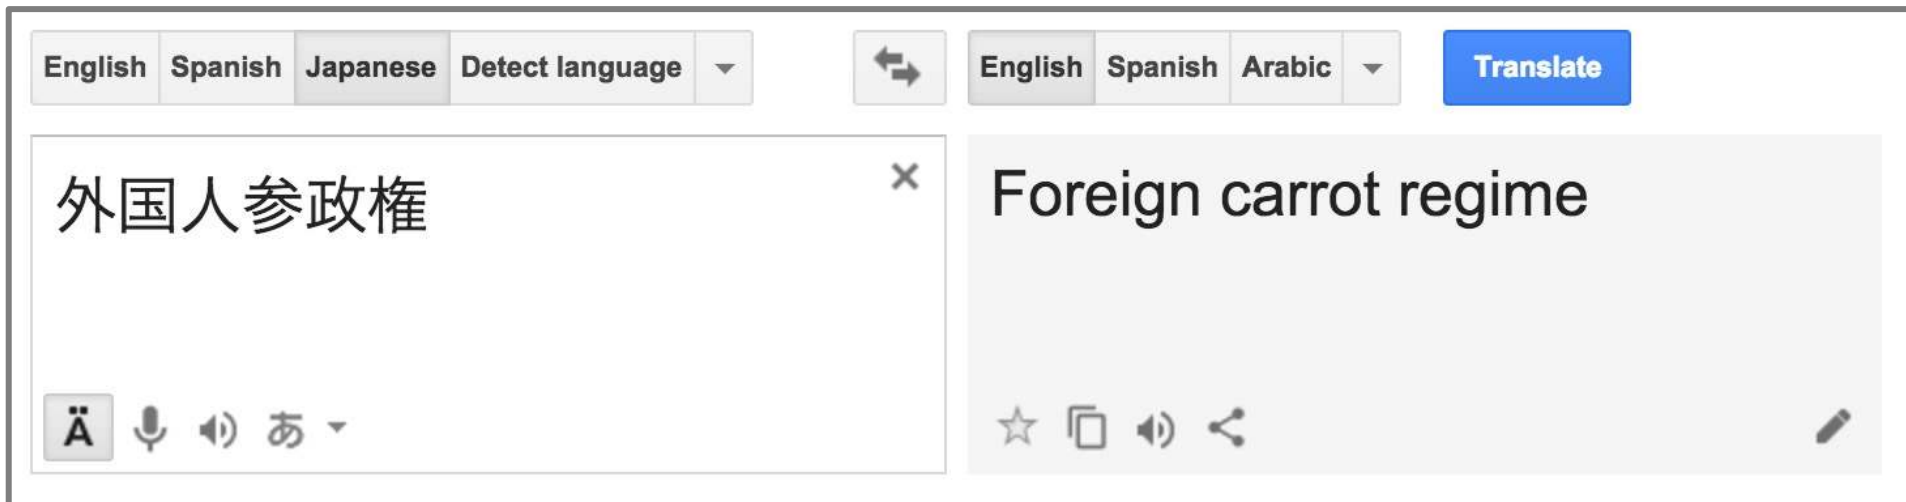 English Spanish Japanese Detect language
English Spanish Arabic
Translate
外国人参政権
Foreign carrot regime
Ä
あ